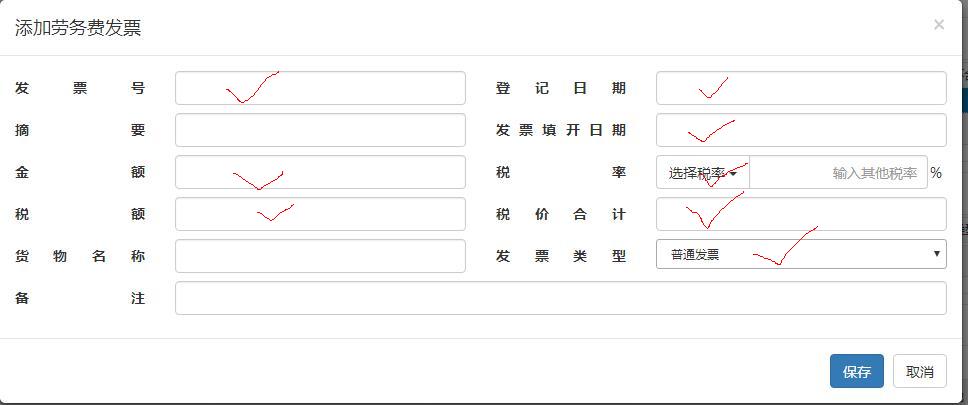 添加劳务费发票 ×
发票号 登记日期
摘要 发票填开日期
金额 税率 选择税率 输入其他税率 %
税额 税价合计
货物名称 发票类型 普通发票
备注
保存 取消